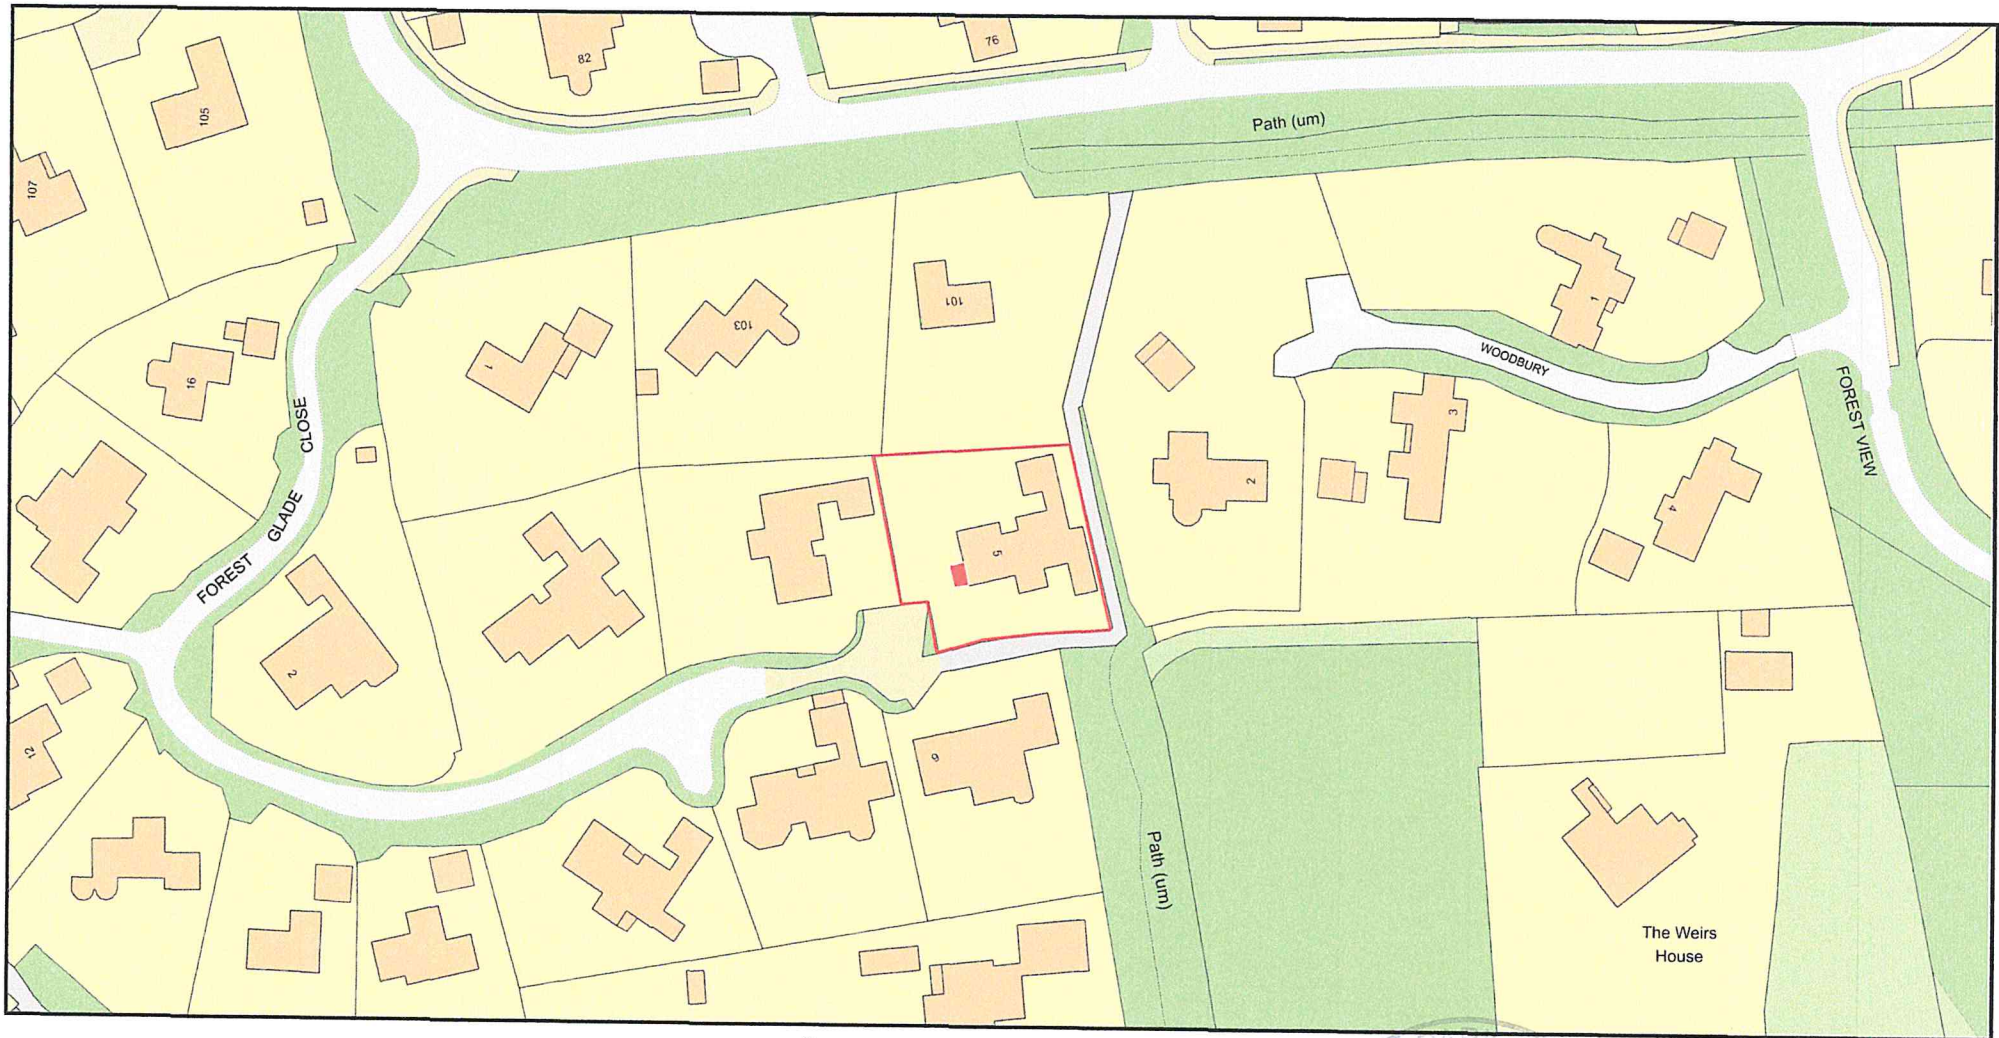 82
76
105
Path (um)
107
101
103
1
1
WOODBURY
16
FOREST VIEW
3
2
4
5
FOREST GLADE CLOSE
2
12
6
Path (um)
The Weirs
House